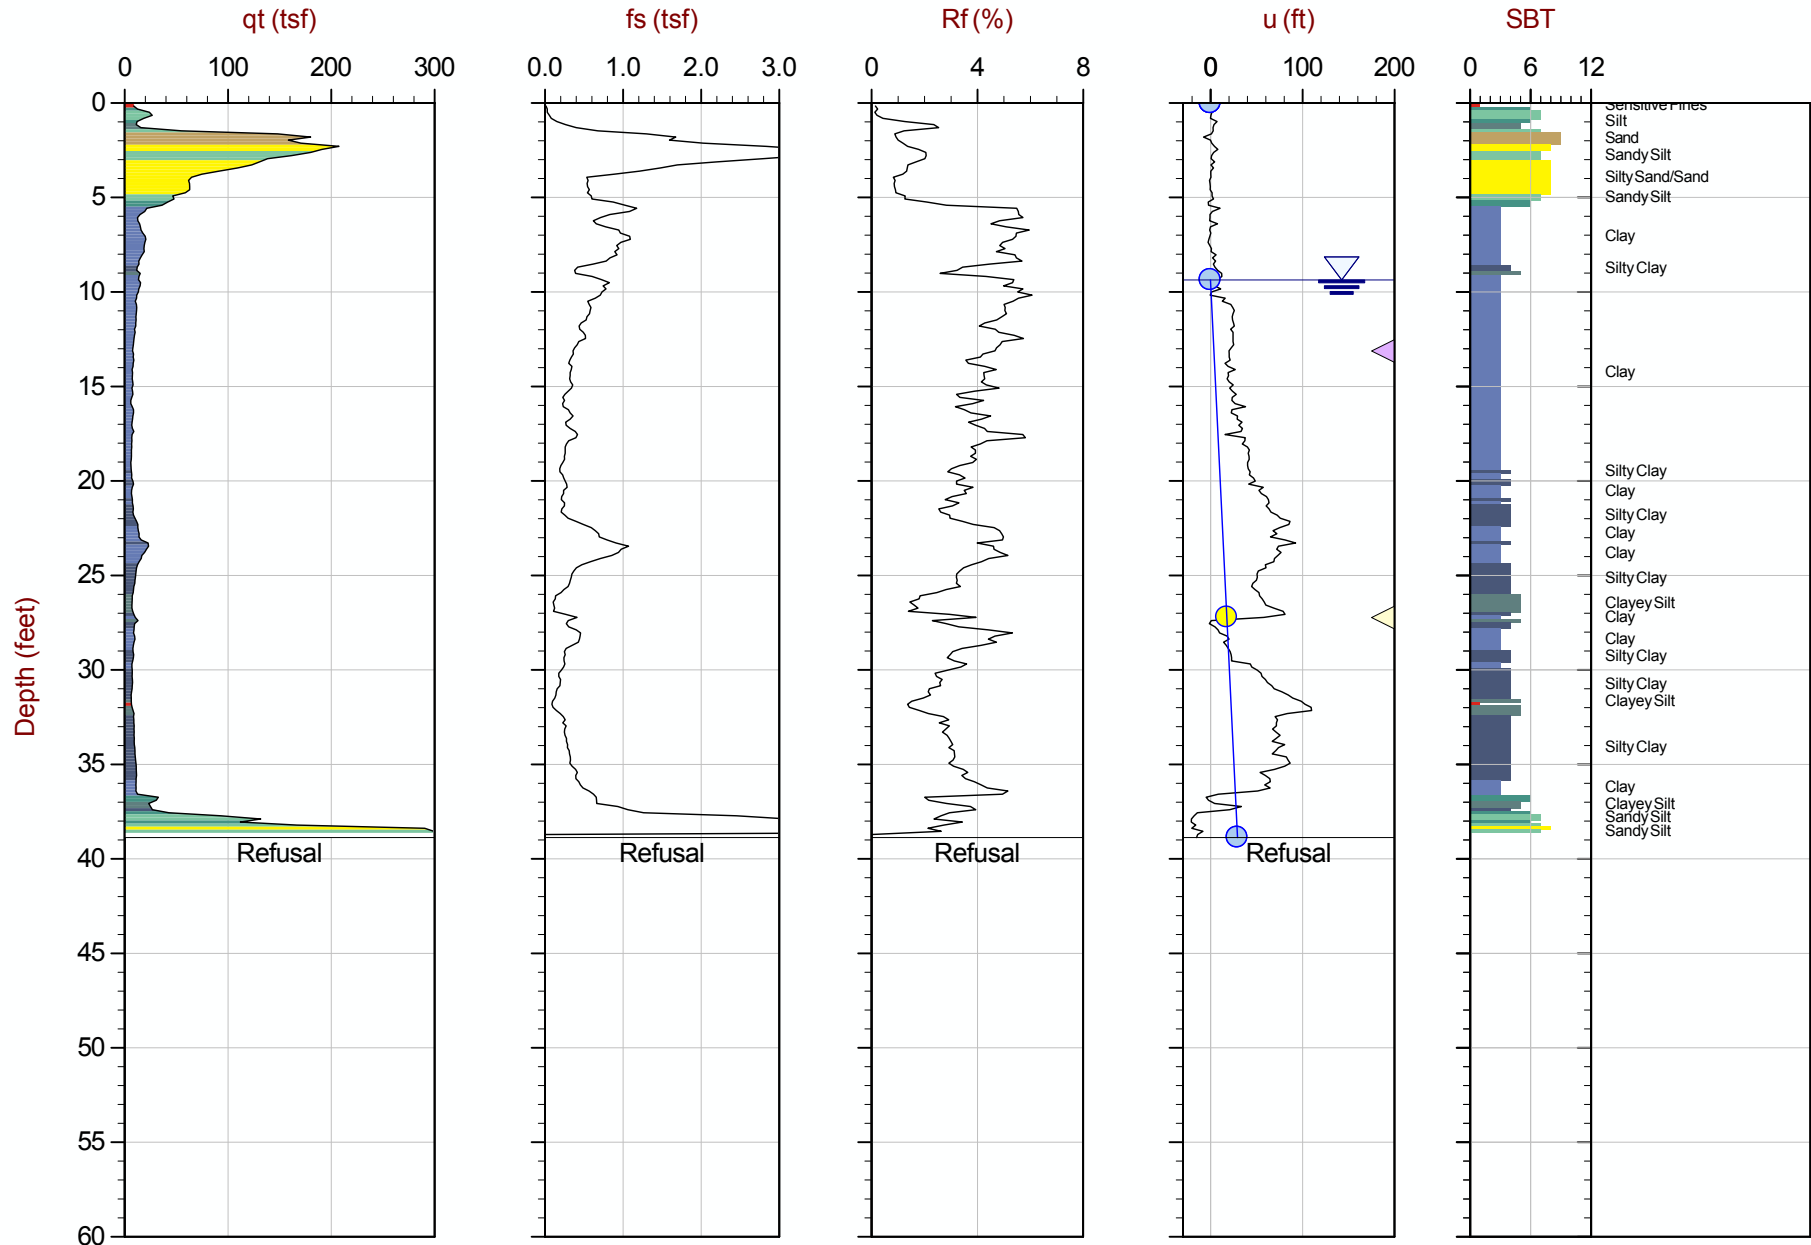 qt (tsf) fs (tsf) Rf (%) u (ft) SBT
0 100 200 300 0.0 1.0 2.0 3.0 0 4 8 0 100 200 0 6 12
0
Sensitive Fines
Silt
Sand
Sandy Silt
Silty Sand/Sand
5
Sandy Silt
Clay
Silty Clay
10
Clay
15
Silty Clay
20
Clay
Silty Clay
Clay
Clay
25
Silty Clay
Clayey Silt
Clay
Clay
Silty Clay
30
Silty Clay
Clayey Silt
Silty Clay
35
Clay
Clayey Silt
Sandy Silt
Sandy Silt
Refusal Refusal Refusal Refusal
40
45
50
55
60
Depth (feet)